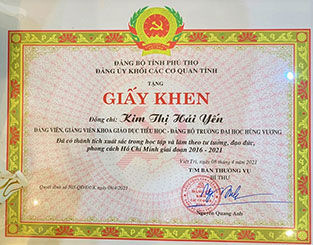 ĐẢNG BỘ TỈNH PHÚ THỌ
ĐẢNG ỦY KHỐI CÁC CƠ QUAN TỈNH
TẶNG
GIẤY KHEN
Đồng chí: Kim Thị Hải Yến
ĐẢNG VIÊN, GIẢNG VIÊN KHOA GIÁO DỤC TIỂU HỌC - ĐẢNG BỘ TRƯỜNG ĐẠI HỌC HÙNG VƯƠNG
Đã có thành tích xuất sắc trong học tập và làm theo tư tưởng, đạo đức,
phong cách Hồ Chí Minh giai đoạn 2016 - 2021
Việt Trì, ngày 08 tháng 4 năm 2021
T/M BAN THƯỜNG VỤ
BÍ THƯ
Quyết định số
Nguyễn Quang Anh